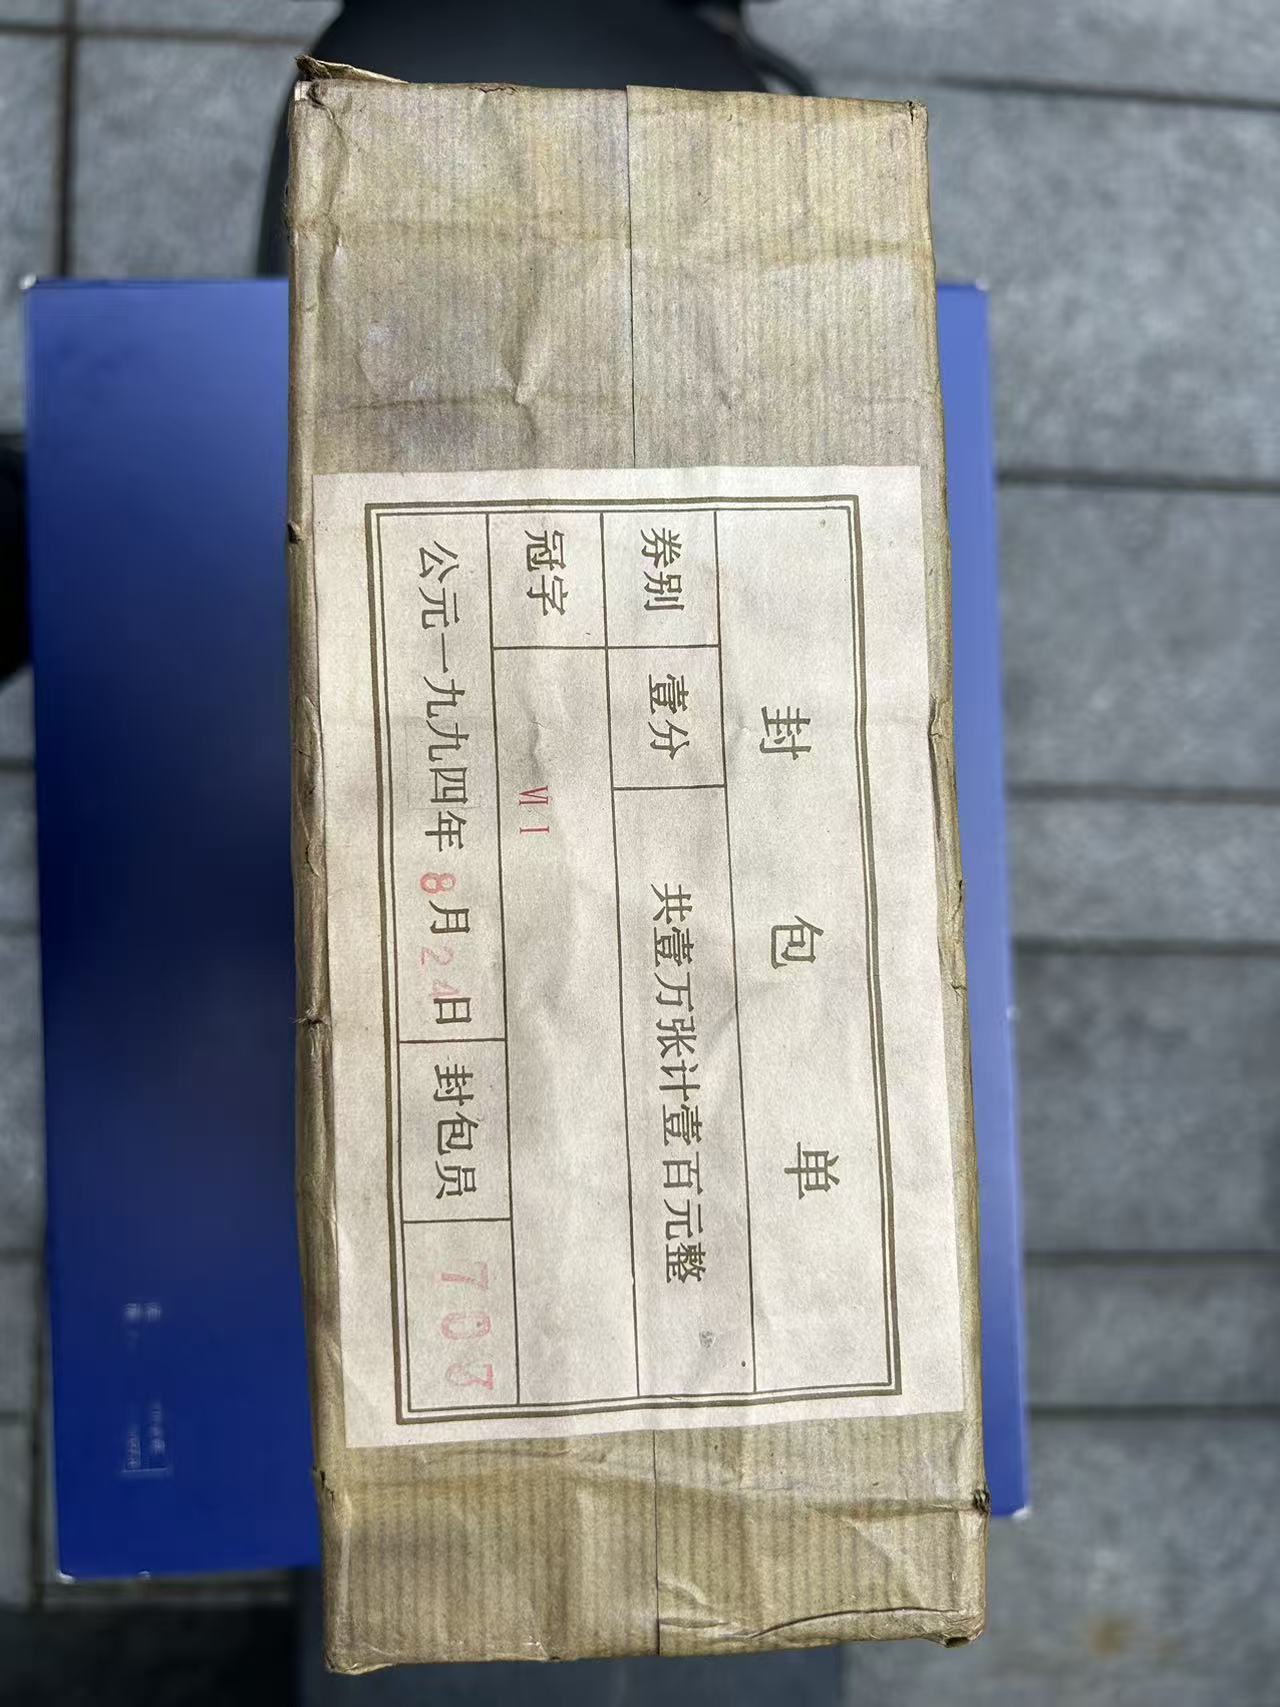 封包单
券别 壹分 共壹万张计壹百元整
冠字 Ⅵ Ⅰ
公元一九九四年8月24日 封包员 703